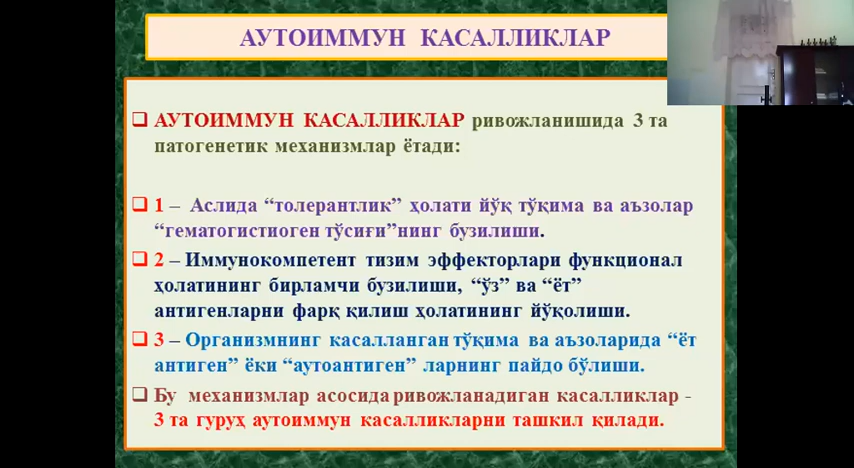 АУТОИММУН КАСАЛЛИКЛАР
АУТОИММУН КАСАЛЛИКЛАР ривожланишида 3 та
патогенетик механизмлар ётади:
1 – Аслида “толерантлик” ҳолати йўқ тўқима ва аъзолар
“гематогистиоген тўсиғи”нинг бузилиши.
2 – Иммунокомпетент тизим эффекторлари функционал
ҳолатининг бирламчи бузилиши, “ўз” ва “ёт”
антигенларни фарқ қилиш ҳолатининг йўқолиши.
3 – Организмнинг касалланган тўқима ва аъзоларида “ёт
антиген” ёки “аутоантиген” ларнинг пайдо бўлиши.
Бу механизмлар асосида ривожланадиган касалликлар -
3 та гуруҳ аутоиммун касалликларни ташкил қилади.